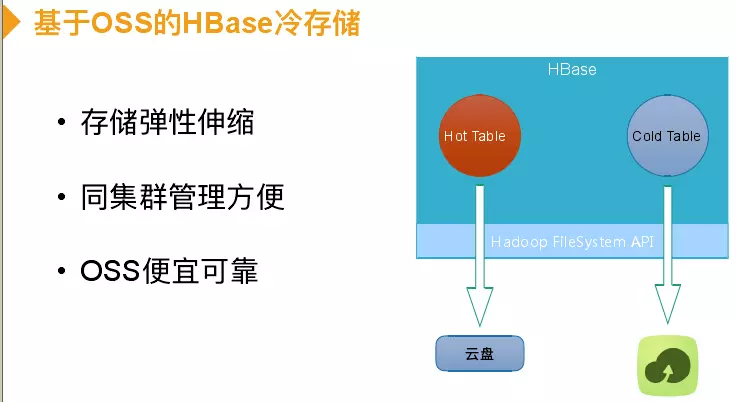 基于OSS的HBase冷存储
• 存储弹性伸缩
• 同集群管理方便
• OSS便宜可靠
HBase
Hot Table
Cold Table
Hadoop FIleSystem API
云盘